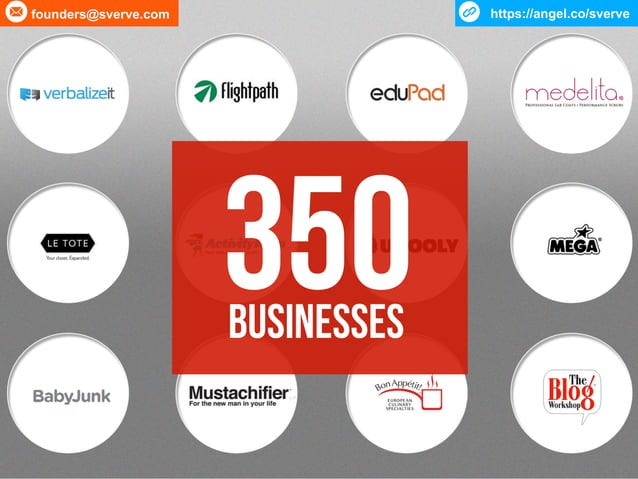 founders@sverve.com
https://angel.co/sverve
verbalizeit
flightpath
eduPad
medelita
Professional Lab Coats + Performance Scrubs
LE TOTE
Your closet. Expanded.
350
BUSINESSES
MEGA
BabyJunk
Mustachifier
For the new man in your life
Bon Appétit!
EUROPEAN
CULINARY
SPECIALTIES
The
Blog
Workshop